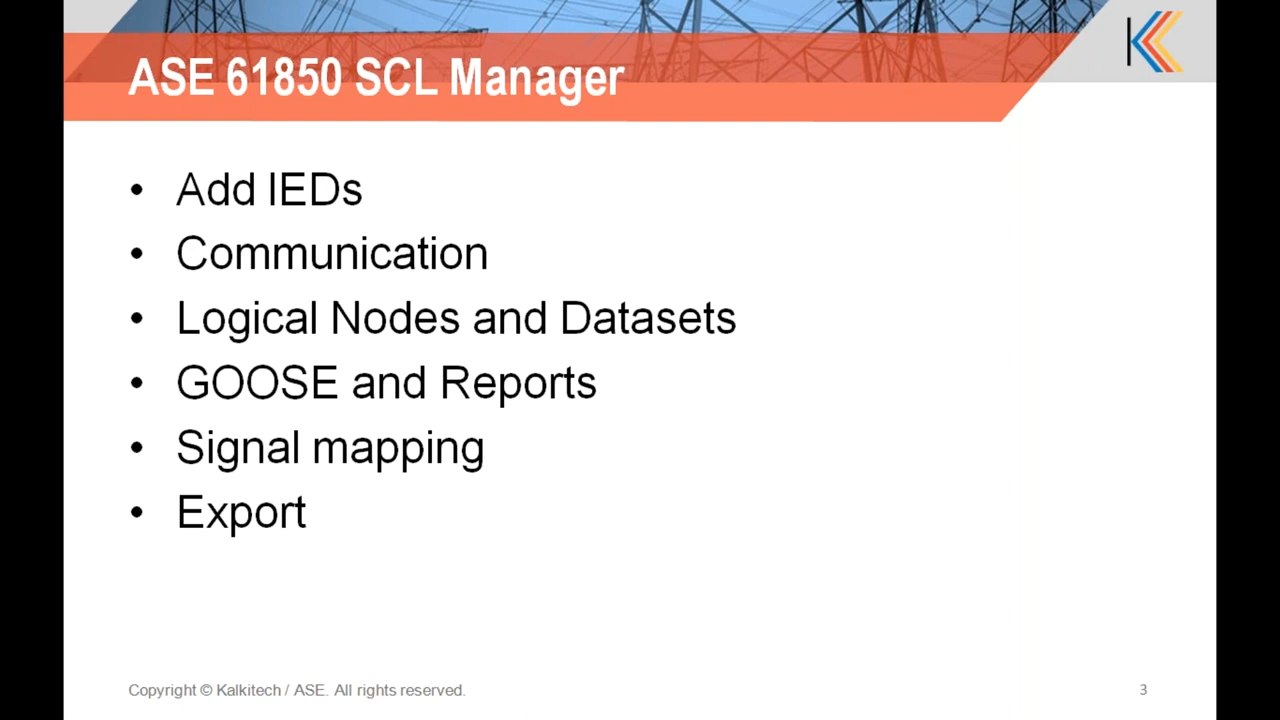 ASE 61850 SCL Manager
• Add IEDs
• Communication
• Logical Nodes and Datasets
• GOOSE and Reports
• Signal mapping
• Export
Copyright © Kalkitech / ASE. All rights reserved.
3